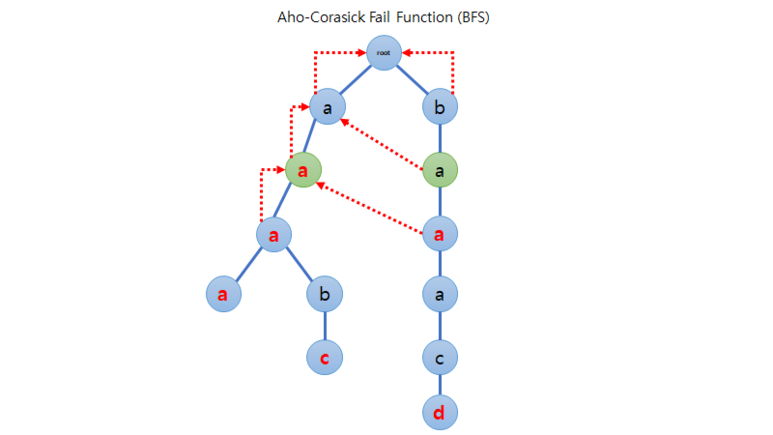 Aho-Corasick Fail Function (BFS)
root
a b
a a
a a
a b a
c c
d